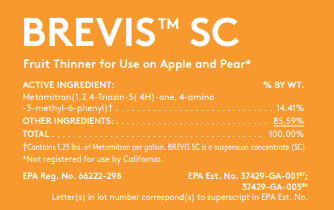 BREVIS™ SC
Fruit Thinner for Use on Apple and Pear*
ACTIVE INGREDIENT: % BY WT.
Metamitron(1,2,4-Triazin-5( 4H)-one, 4-amino
-3-methyl-6-phenyl)† . . . . . . . . . . . . . . . . . . . . . . . . . . . . . 14.41%
OTHER INGREDIENTS: . . . . . . . . . . . . . . . . . . . . . . . . . . . . 85.59%
TOTAL . . . . . . . . . . . . . . . . . . . . . . . . . . . . . . . . . . . . . . . . 100.00%
†Contains 1.25 lbs. of Metamitron per gallon. BREVIS SC is a suspension concentrate (SC)
*Not registered for use by California.
EPA Reg. No. 66222-298 EPA Est. No. 37429-GA-001ᴮᵀ;
37429-GA-003ᴮⱽ
Letter(s) in lot number correspond(s) to superscript in EPA Est. No.